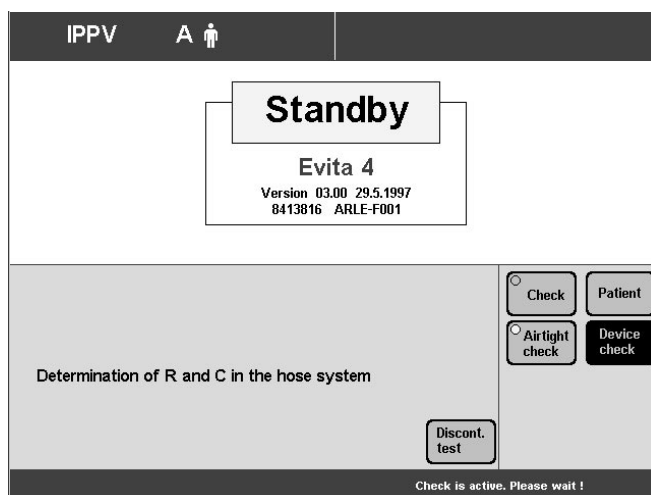 IPPV A
Standby
Evita 4
Version 03.00 29.5.1997
8413816 ARLE-F001
Check
Patient
Airtight
check
Device
check
Determination of R and C in the hose system
Discont.
test
Check is active. Please wait !